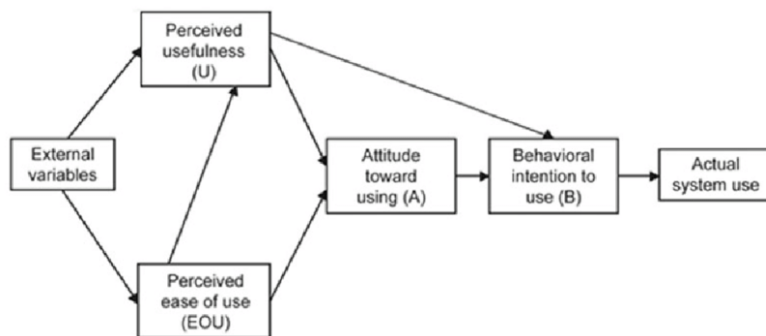 Perceived
usefulness
(U)
External
variables
Attitude
toward
using (A)
Behavioral
intention to
use (B)
Actual
system use
Perceived
ease of use
(EOU)